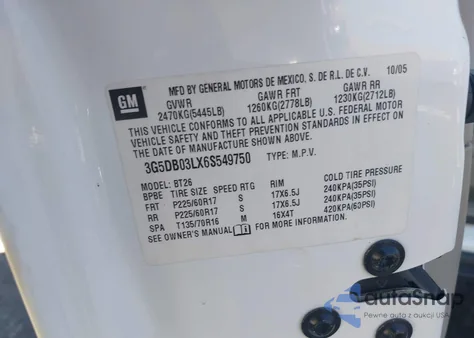 GM
MFD BY GENERAL MOTORS DE MEXICO. S. DE R.L. DE C.V. 10/05
GVWR GAWR FRT GAWR RR
2470KG(5445LB) 1260KG(2778LB) 1230KG(2712LB)
THIS VEHICLE CONFORMS TO ALL APPLICABLE U.S. FEDERAL MOTOR
VEHICLE SAFETY AND THEFT PREVENTION STANDARDS IN EFFECT ON THE
DATE OF MANUFACTURE SHOWN ABOVE.
3G5DB03LX6S549750 TYPE: M.P.V.
MODEL: BT26
BPBE TIRE SIZE SPEED RTG RIM COLD TIRE PRESSURE
FRT P225/60R17 S 17X6.5J 240KPA(35PSI)
RR P225/60R17 S 17X6.5J 240KPA(35PSI)
SPA T135/70R16 M 16X4T 420KPA(60PSI)
SEE OWNER'S MANUAL FOR ADDITIONAL INFORMATION
autoSnap
Pewne auta z aukcji USA